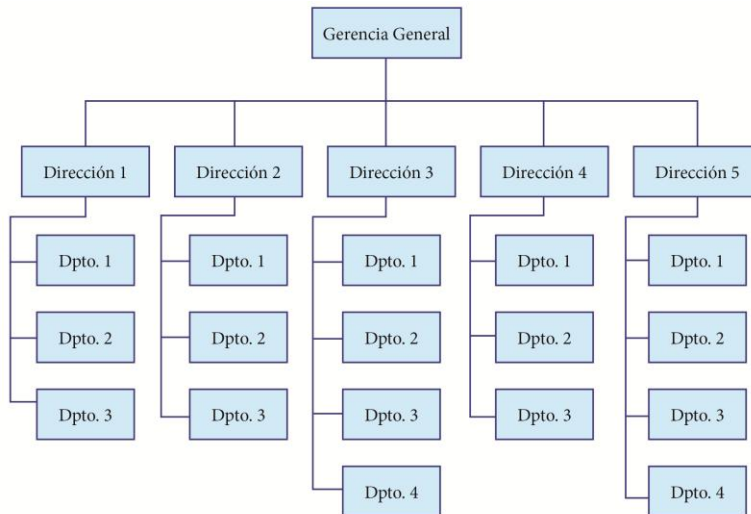 Gerencia General
Dirección 1
Dirección 2
Dirección 3
Dirección 4
Dirección 5
Dpto. 1
Dpto. 1
Dpto. 1
Dpto. 1
Dpto. 1
Dpto. 2
Dpto. 2
Dpto. 2
Dpto. 2
Dpto. 2
Dpto. 3
Dpto. 3
Dpto. 3
Dpto. 3
Dpto. 3
Dpto. 4
Dpto. 4